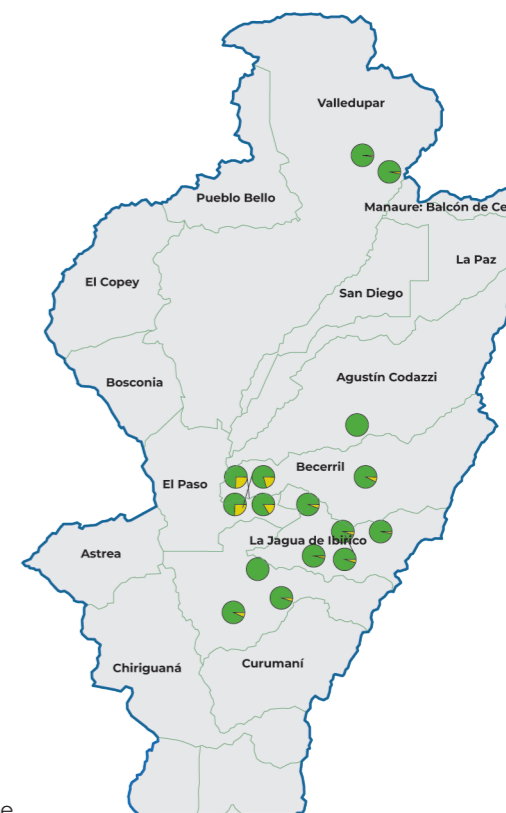 Valledupar
Pueblo Bello
Manaure: Balcón de Ce
La Paz
El Copey
San Diego
Bosconia
Agustín Codazzi
Becerril
El Paso
La Jagua de Ibirico
Astrea
Curumaní
Chiriguaná
e